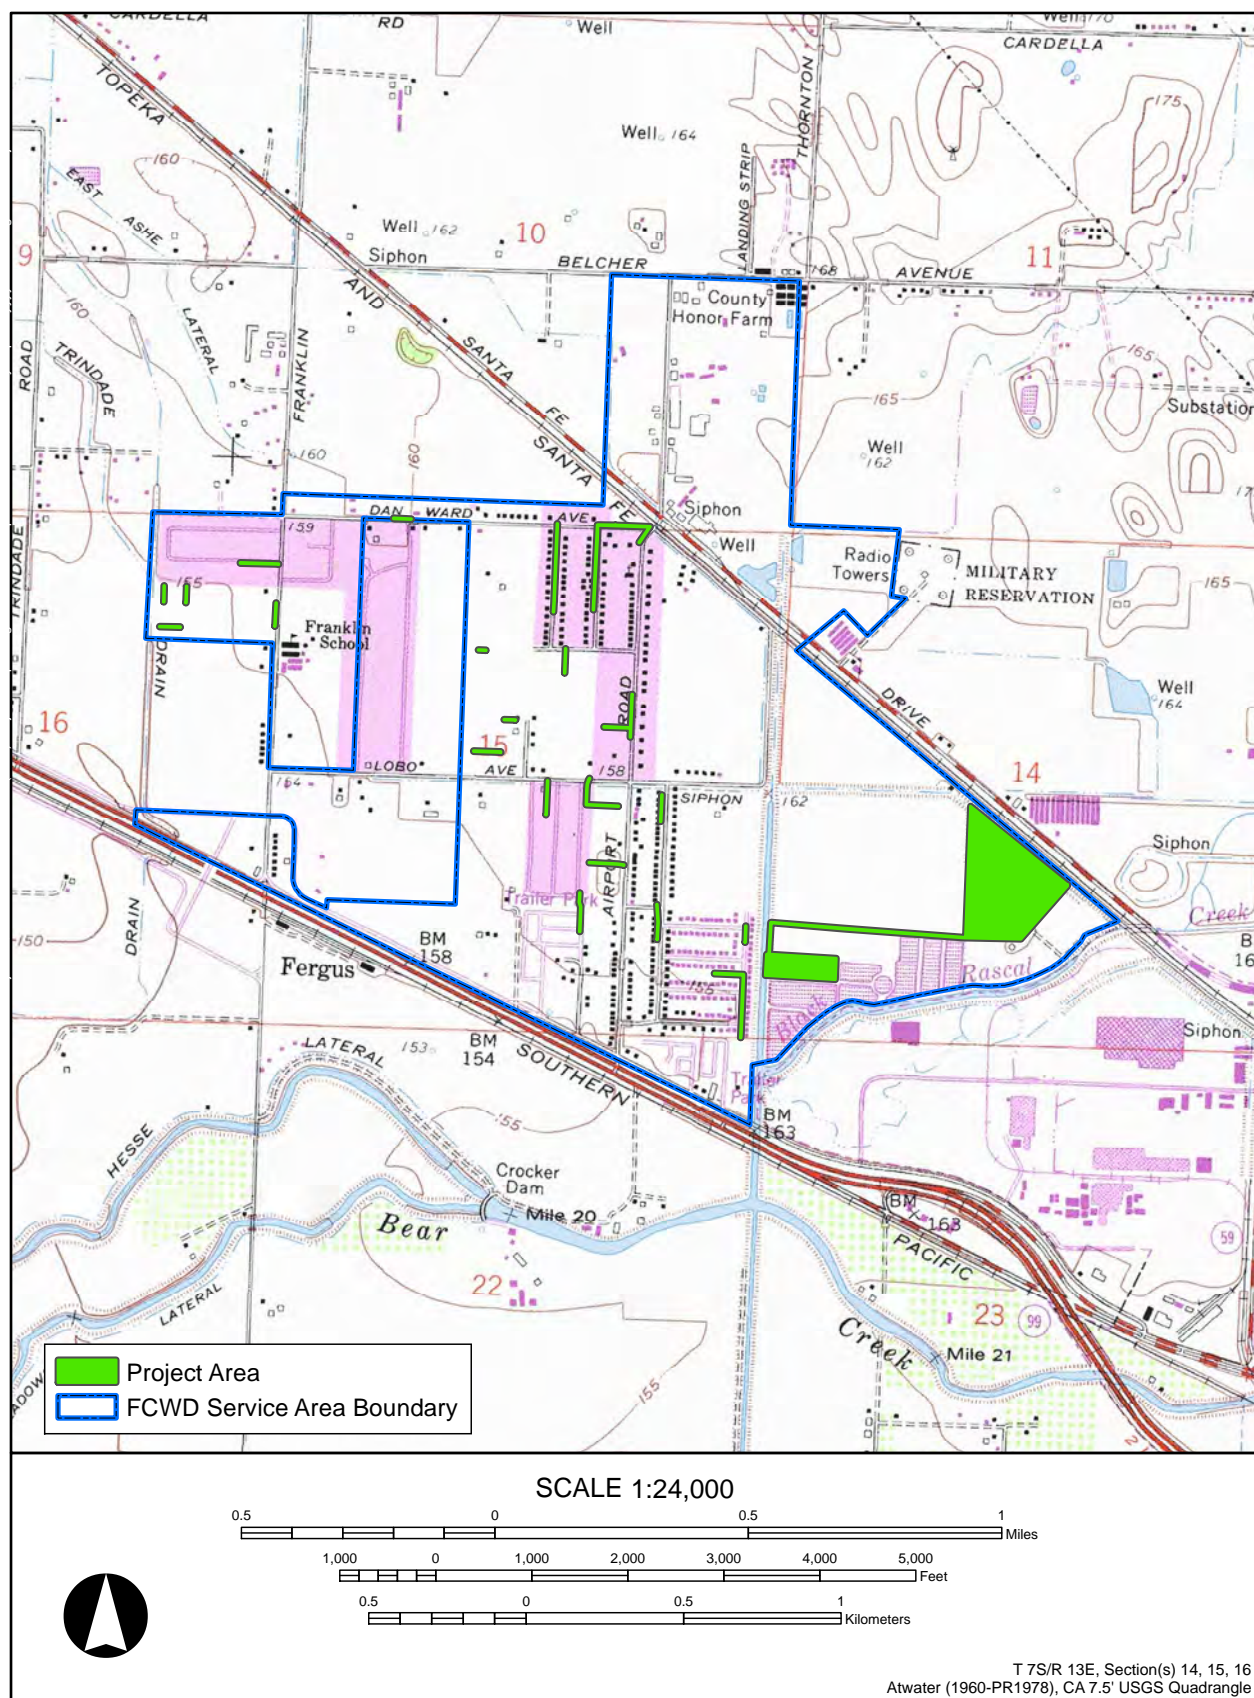 CARDELLA
RD
Well
Well 170
CARDELLA
TOPEKA
THORNTON
175
Well 164
160
LANDING STRIP
EAST
ASHE
Well 162
10
Siphon
BELCHER
168
AVENUE
11
9
AND
County
Honor Farm
160
LATERAL
SANTA
ROAD
TRINDADE
FRANKLIN
FE
165
165
Substation
SANTA
160
160
Well
162
FE
Siphon
DAN WARD AVE
159
Well
Radio
Towers
MILITARY
RESERVATION
165
TRINDADE
155
Franklin
School
DRAIN
ROAD
Well
164
DRIVE
16
15
LOBO
AVE
158
164
SIPHON
162
14
Siphon
AIRPORT
Trailer Park
Creek
150
DRAIN
BM
158
Fergus
Rascal
155
Black
B
16
Siphon
153
LATERAL
BM
154
SOUTHERN
Trailer
Park
BM
163
HESSE
155
Crocker
Dam
Mile 20
Bear
BM
163
59
PACIFIC
22
23
99
LATERAL
Creek
Mile 21
155
Project Area
FCWD Service Area Boundary
SCALE 1:24,000
0.5 0 0.5 1
Miles
1,000 0 1,000 2,000 3,000 4,000 5,000
Feet
0.5 0 0.5 1
Kilometers
T 7S/R 13E, Section(s) 14, 15, 16
Atwater (1960-PR1978), CA 7.5' USGS Quadrangle